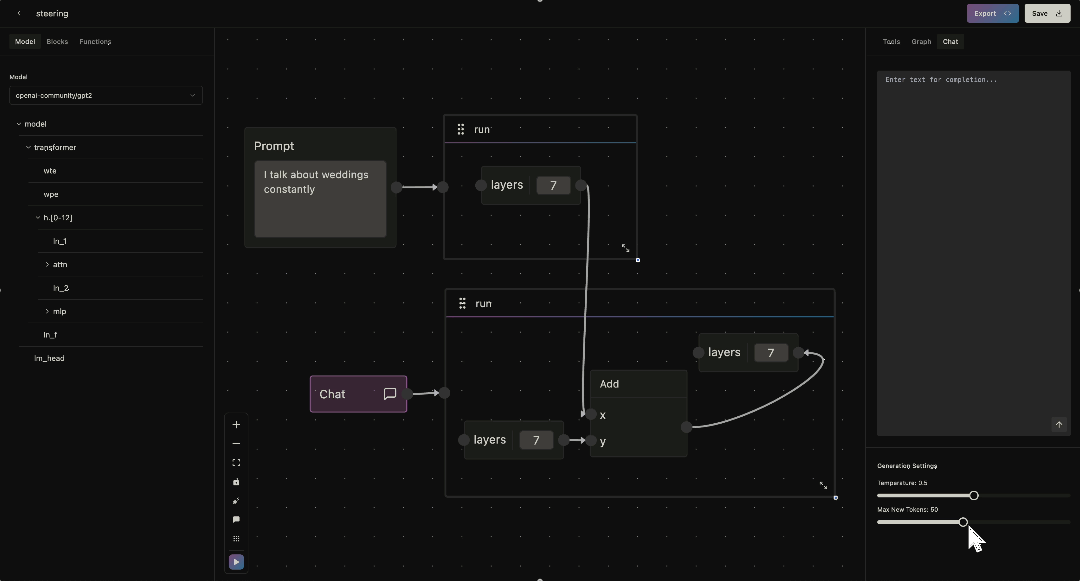 steering
Export
Save
Model
Blocks
Functions
Tools
Graph
Chat
Model
openai-community/gpt2
model
transformer
wte
wpe
h.[0-12]
ln_1
attn
ln_2
mlp
ln_f
lm_head
Prompt
I talk about weddings
constantly
run
layers 7
run
layers 7
Add
x
y
Chat
layers 7
Enter text for completion...
Generation Settings
Temperature: 0.5
Max New Tokens: 50